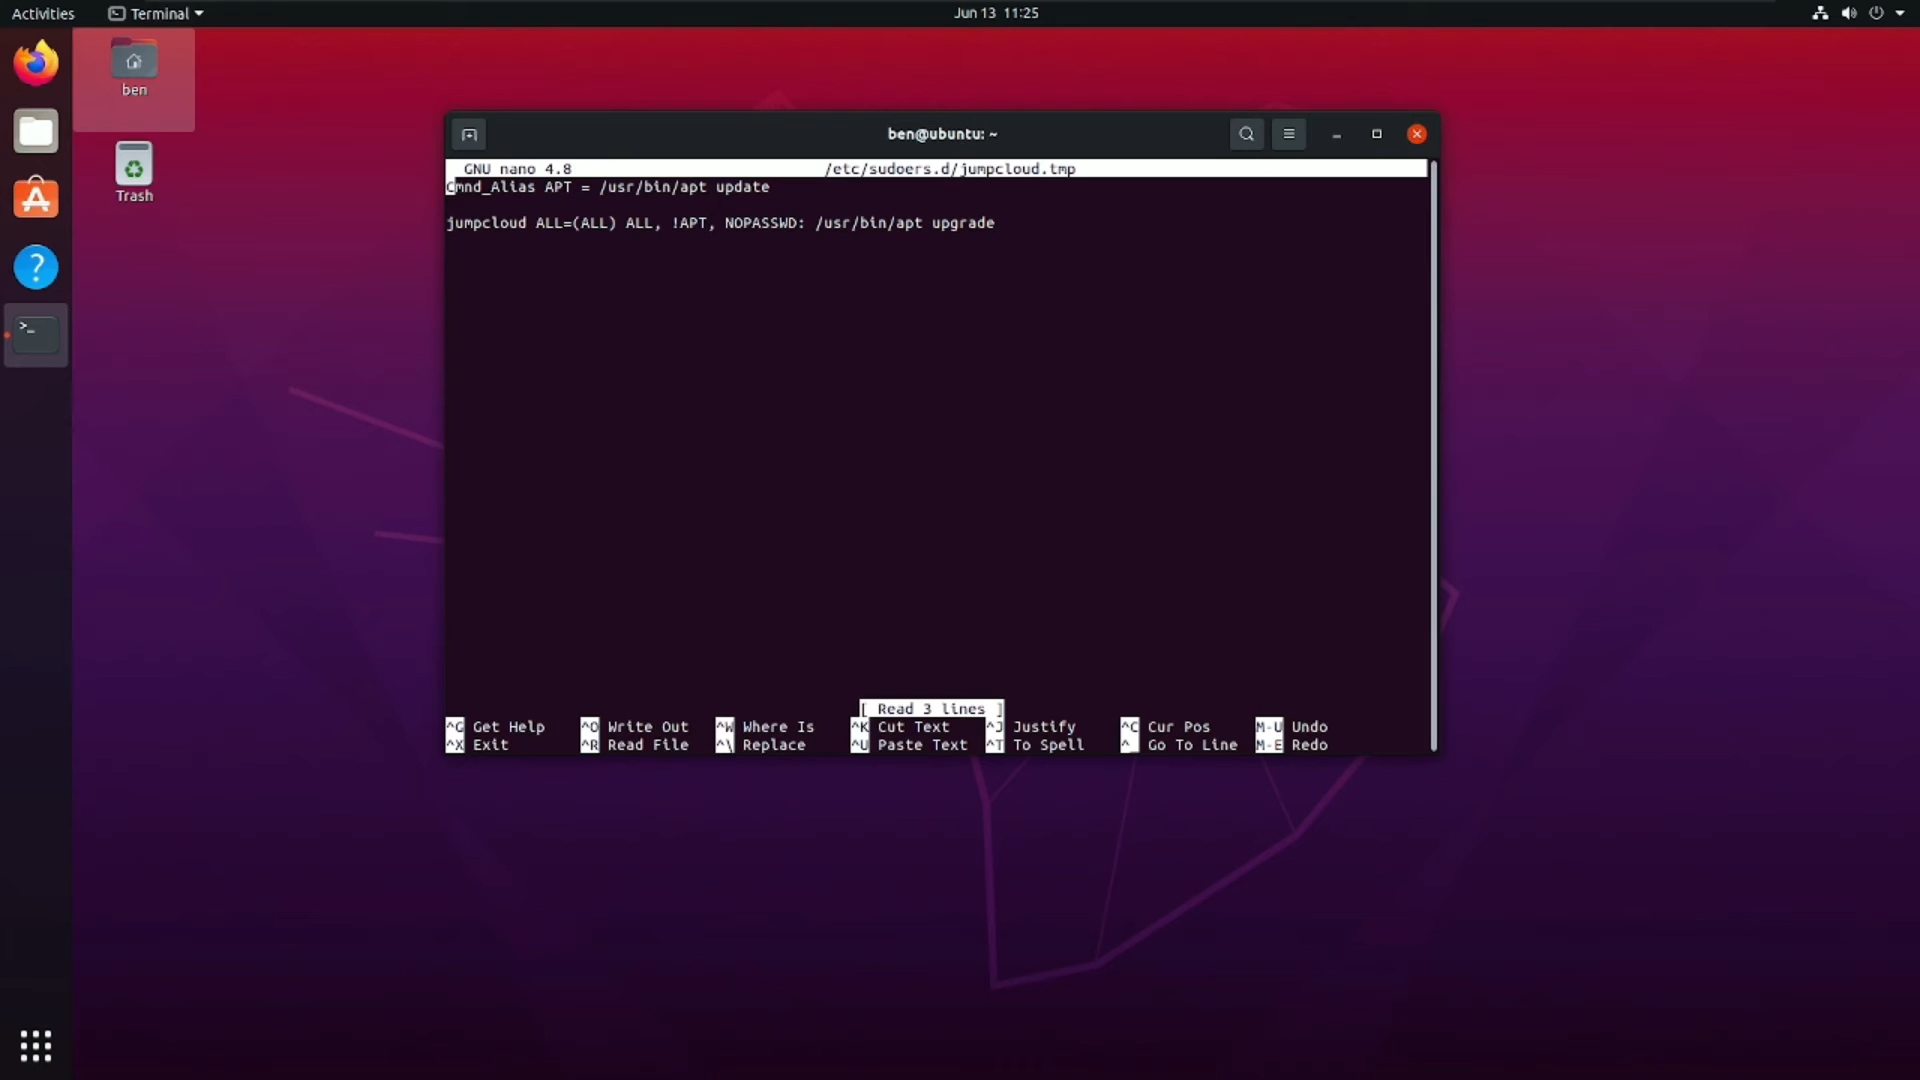 Activities
Terminal
Jun 13 11:25
ben
Trash
ben@ubuntu: ~
GNU nano 4.8 /etc/sudoers.d/jumpcloud.tmp
Cmnd_Alias APT = /usr/bin/apt update
jumpcloud ALL=(ALL) ALL, !APT, NOPASSWD: /usr/bin/apt upgrade
[ Read 3 lines ]
^G Get Help ^O Write Out ^W Where Is ^K Cut Text ^J Justify ^C Cur Pos M-U Undo
^X Exit ^R Read File ^\ Replace ^U Paste Text ^T To Spell ^_ Go To Line M-E Redo